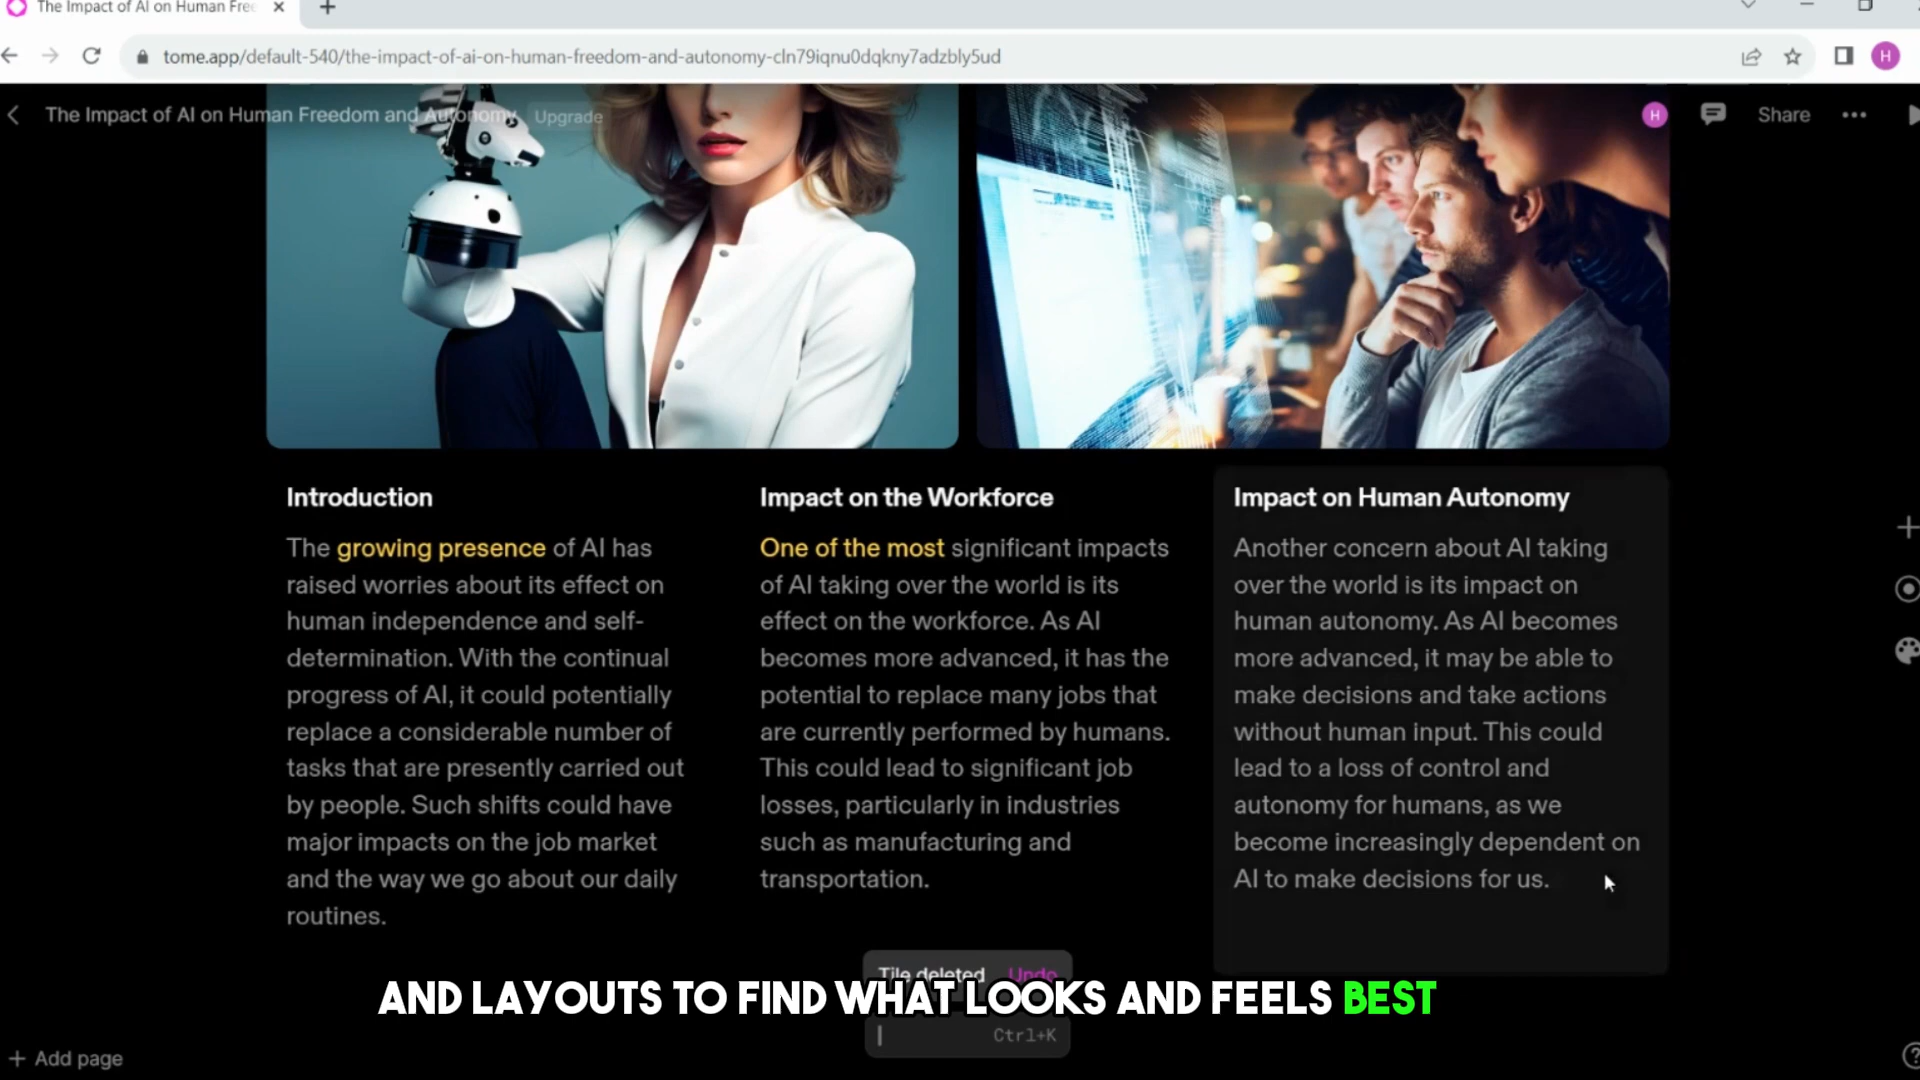 The Impact of AI on Human Free
tome.app/default-540/the-impact-of-ai-on-human-freedom-and-autonomy-cln79iqnu0dqkny7adzbly5ud
H
The Impact of AI on Human Freedom and Autonomy
Upgrade
H
Share
Introduction
The growing presence of AI has
raised worries about its effect on
human independence and self-
determination. With the continual
progress of AI, it could potentially
replace a considerable number of
tasks that are presently carried out
by people. Such shifts could have
major impacts on the job market
and the way we go about our daily
routines.
Impact on the Workforce
One of the most significant impacts
of AI taking over the world is its
effect on the workforce. As AI
becomes more advanced, it has the
potential to replace many jobs that
are currently performed by humans.
This could lead to significant job
losses, particularly in industries
such as manufacturing and
transportation.
Impact on Human Autonomy
Another concern about AI taking
over the world is its impact on
human autonomy. As AI becomes
more advanced, it may be able to
make decisions and take actions
without human input. This could
lead to a loss of control and
autonomy for humans, as we
become increasingly dependent on
AI to make decisions for us.
Tile deleted Undo
AND LAYOUTS TO FIND WHAT LOOKS AND FEELS BEST
Ctrl+K
+ Add page